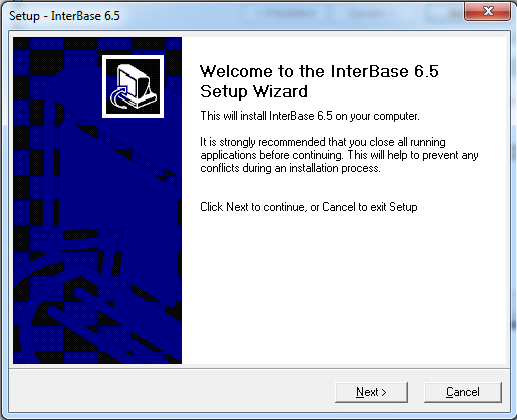 Setup - InterBase 6.5
Welcome to the InterBase 6.5
Setup Wizard
This will install InterBase 6.5 on your computer.
It is strongly recommended that you close all running
applications before continuing. This will help to prevent any
conflicts during an installation process.
Click Next to continue, or Cancel to exit Setup
Next >
Cancel